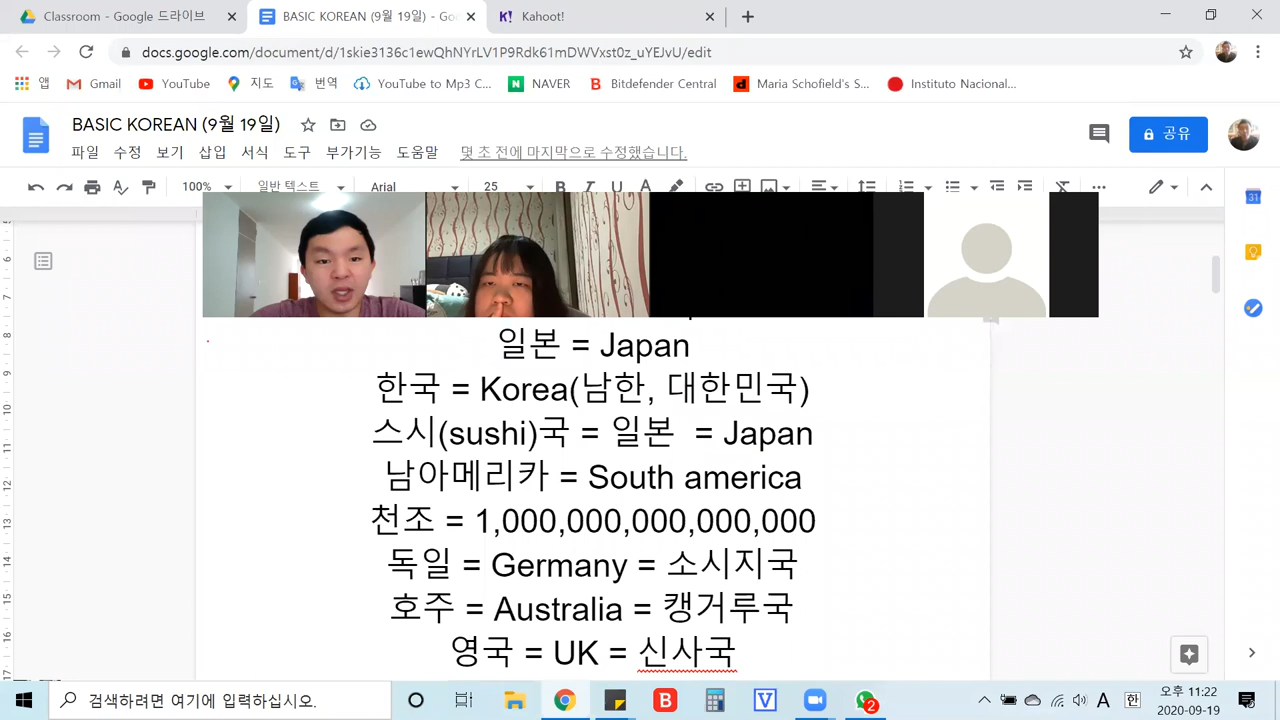 Classroom - Google 드라이브
BASIC KOREAN (9월 19일) - Go
Kahoot!
docs.google.com/document/d/1skie3136c1ewQhNYrLV1P9Rdk61mDWVxst0z_uYEJvU/edit
앱 Gmail YouTube 지도 번역 YouTube to Mp3 C... NAVER Bitdefender Central Maria Schofield's S... Instituto Nacional...
BASIC KOREAN (9월 19일)
공유
파일 수정 보기 삽입 서식 도구 부가기능 도움말 몇 초 전에 마지막으로 수정했습니다.
100% 일반 텍스트 Arial 25
일본 = Japan
한국 = Korea(남한, 대한민국)
스시(sushi)국 = 일본 = Japan
남아메리카 = South america
천조 = 1,000,000,000,000,000
독일 = Germany = 소시지국
호주 = Australia = 캥거루국
영국 = UK = 신사국
검색하려면 여기에 입력하십시오.
2
A 한
오후 11:22
2020-09-19